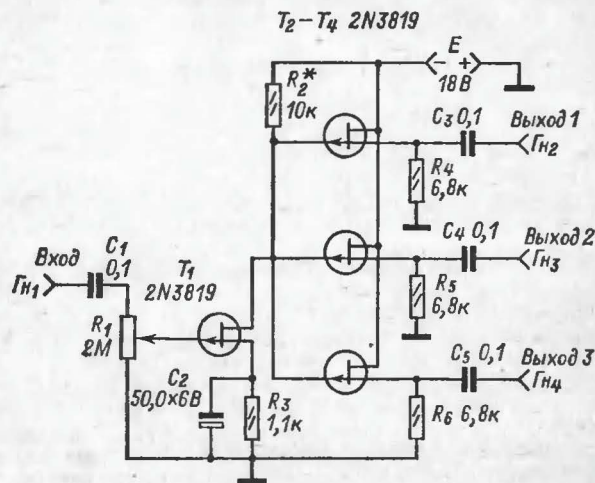 T2–T4 2N3819
E
– +
18 В
R2*
10к
C3 0,1
Выход 1
Гн2
R4
6,8к
C4 0,1
Выход 2
Гн3
R5
6,8к
Вход
C1
0,1
Гн1
T1
2N3819
R1
2М
C2
50,0×6В
R3
1,1к
C5 0,1
Выход 3
Гн4
R6 6,8к